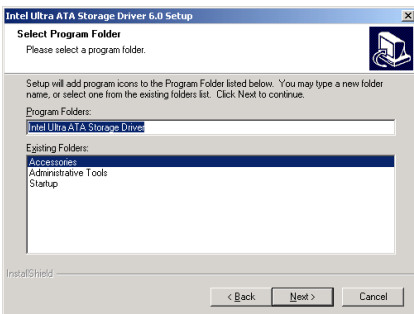 Intel Ultra ATA Storage Driver 6.0 Setup
Select Program Folder
Please select a program folder.
Setup will add program icons to the Program Folder listed below. You may type a new folder
name, or select one from the existing folders list. Click Next to continue.
Program Folders:
Intel Ultra ATA Storage Driver
Existing Folders:
Accessories
Administrative Tools
Startup
InstallShield
< Back Next > Cancel